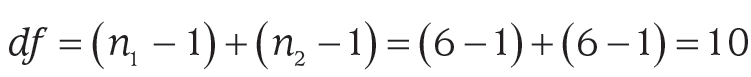 df = (n₁ − 1) + (n₂ − 1) = (6 − 1) + (6 − 1) = 10